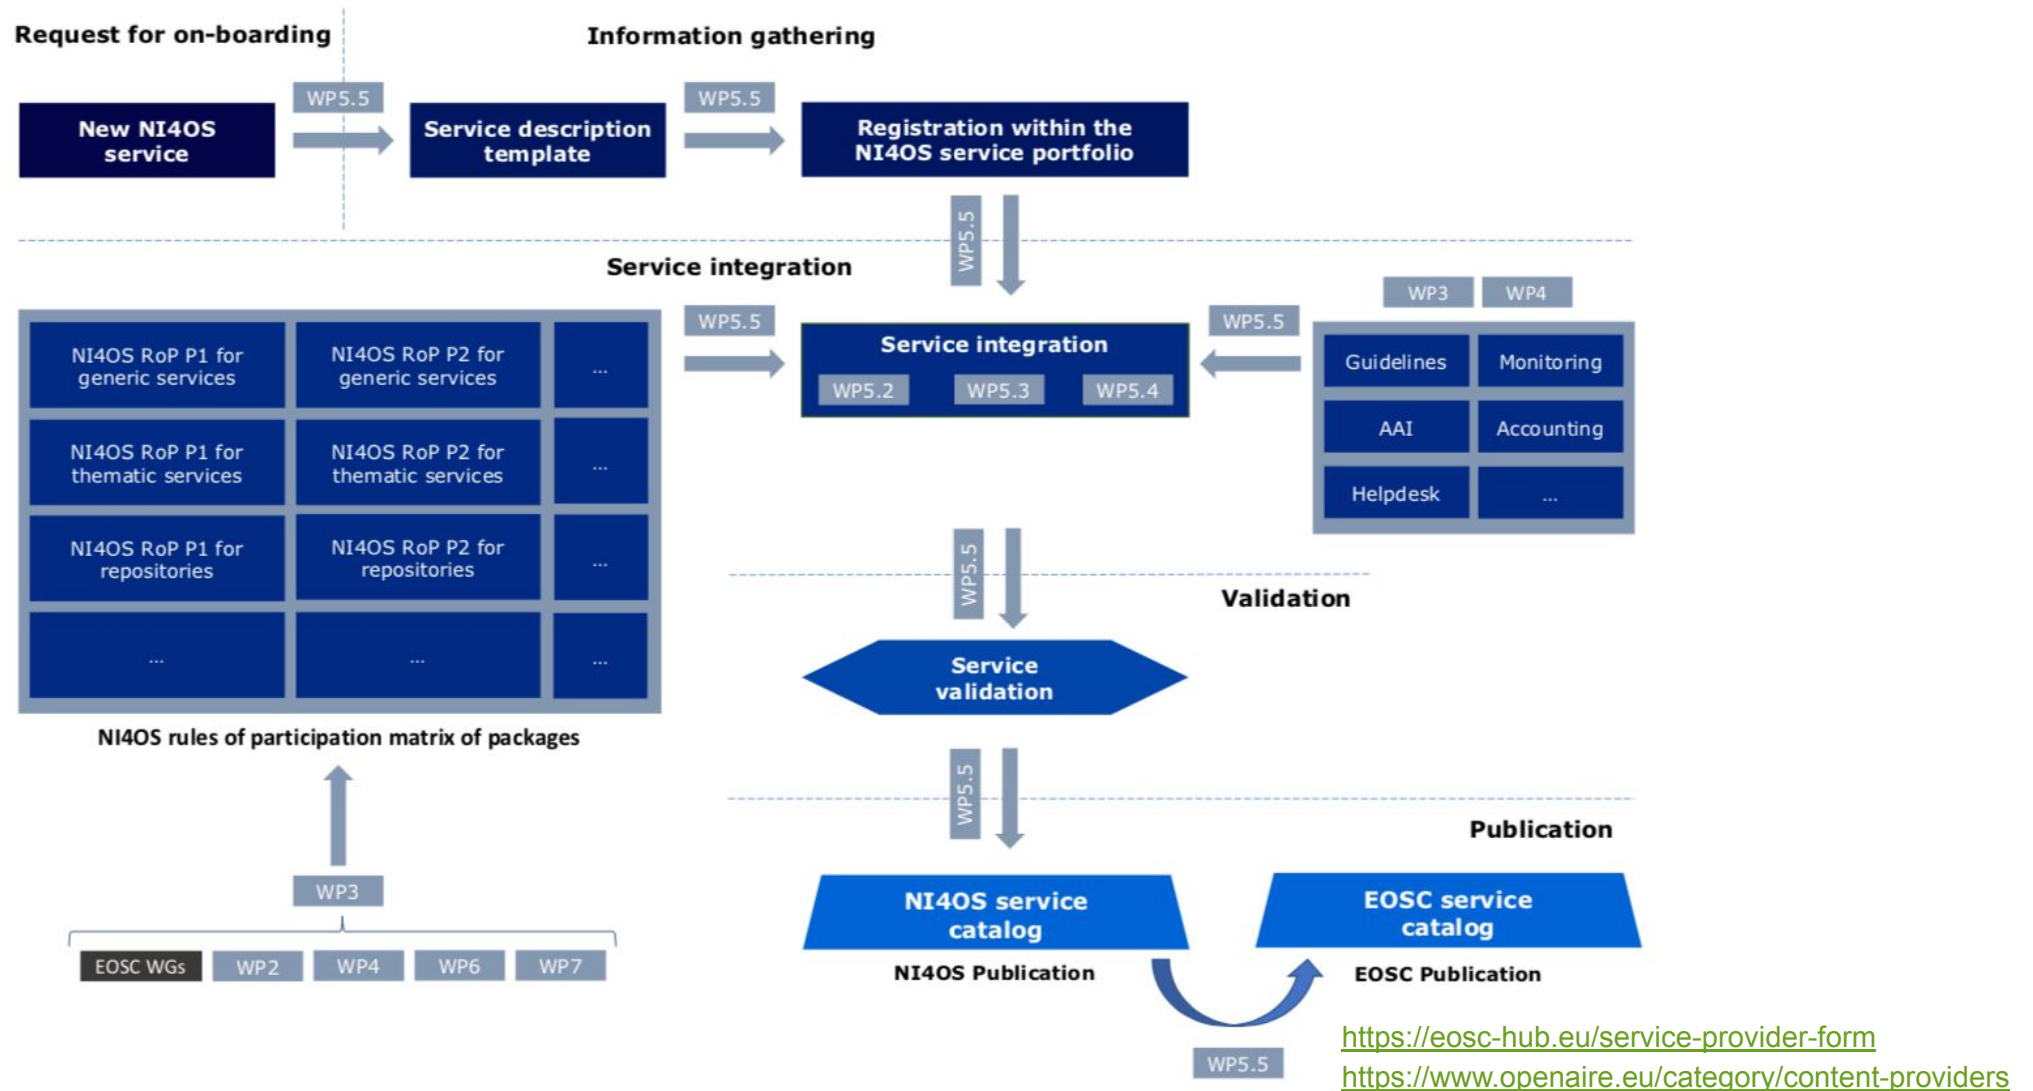 Request for on-boarding
Information gathering
WP5.5
WP5.5
New NI4OS
service
Service description
template
Registration within the
NI4OS service portfolio
WP5.5
Service integration
WP3
WP4
WP5.5
WP5.5
NI4OS RoP P1 for
generic services
NI4OS RoP P2 for
generic services
...
NI4OS RoP P1 for
thematic services
NI4OS RoP P2 for
thematic services
...
NI4OS RoP P1 for
repositories
NI4OS RoP P2 for
repositories
...
...
...
...
NI4OS rules of participation matrix of packages
Service integration
WP5.2
WP5.3
WP5.4
Guidelines
Monitoring
AAI
Accounting
Helpdesk
...
WP5.5
Validation
Service
validation
WP5.5
Publication
WP3
EOSC WGs
WP2
WP4
WP6
WP7
NI4OS service
catalog
NI4OS Publication
EOSC service
catalog
EOSC Publication
WP5.5
https://eosc-hub.eu/service-provider-form
https://www.openaire.eu/category/content-providers